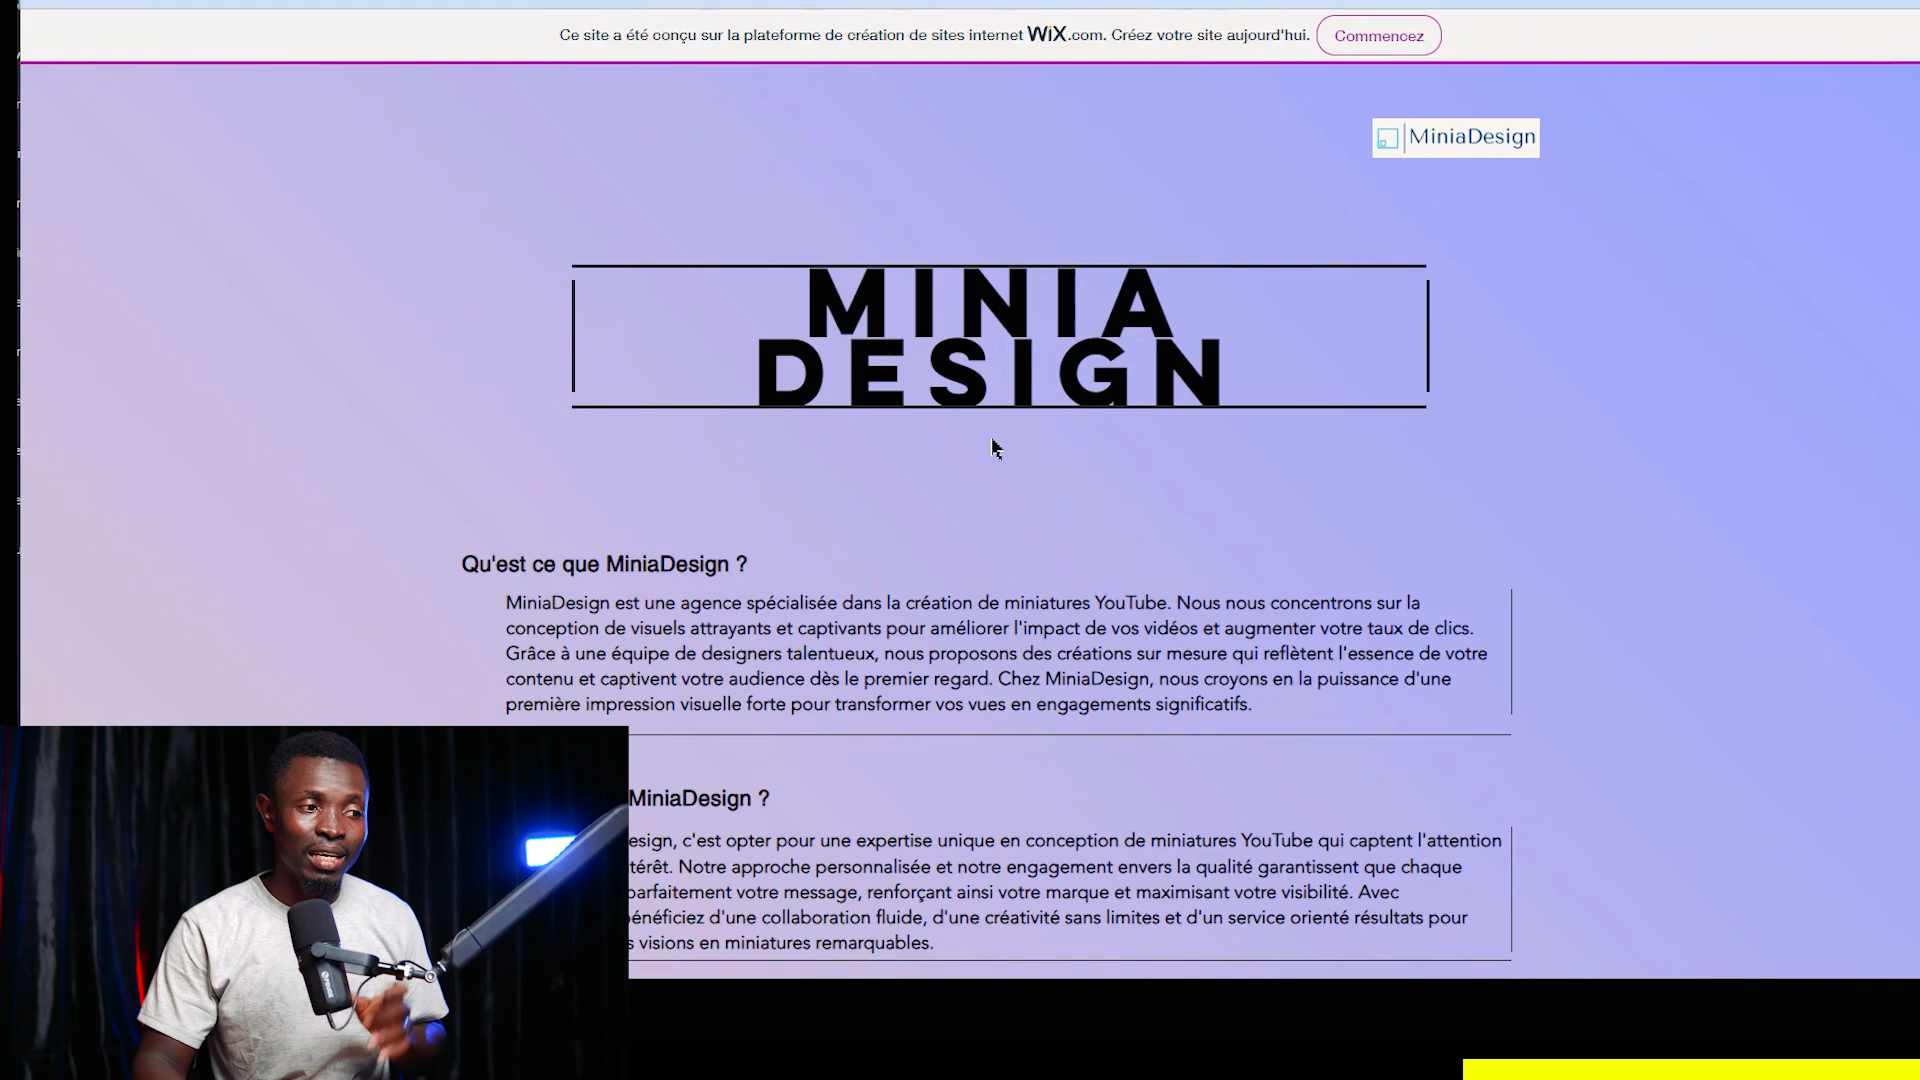 Ce site a été conçu sur la plateforme de création de sites internet WiX.com. Créez votre site aujourd'hui.
Commencez
MiniaDesign
MINIA
DESIGN
Qu'est ce que MiniaDesign ?
MiniaDesign est une agence spécialisée dans la création de miniatures YouTube. Nous nous concentrons sur la
conception de visuels attrayants et captivants pour améliorer l'impact de vos vidéos et augmenter votre taux de clics.
Grâce à une équipe de designers talentueux, nous proposons des créations sur mesure qui reflètent l'essence de votre
contenu et captivent votre audience dès le premier regard. Chez MiniaDesign, nous croyons en la puissance d'une
première impression visuelle forte pour transformer vos vues en engagements significatifs.
MiniaDesign ?
esign, c'est opter pour une expertise unique en conception de miniatures YouTube qui captent l'attention
térêt. Notre approche personnalisée et notre engagement envers la qualité garantissent que chaque
parfaitement votre message, renforçant ainsi votre marque et maximisant votre visibilité. Avec
bénéficiez d'une collaboration fluide, d'une créativité sans limites et d'un service orienté résultats pour
s visions en miniatures remarquables.